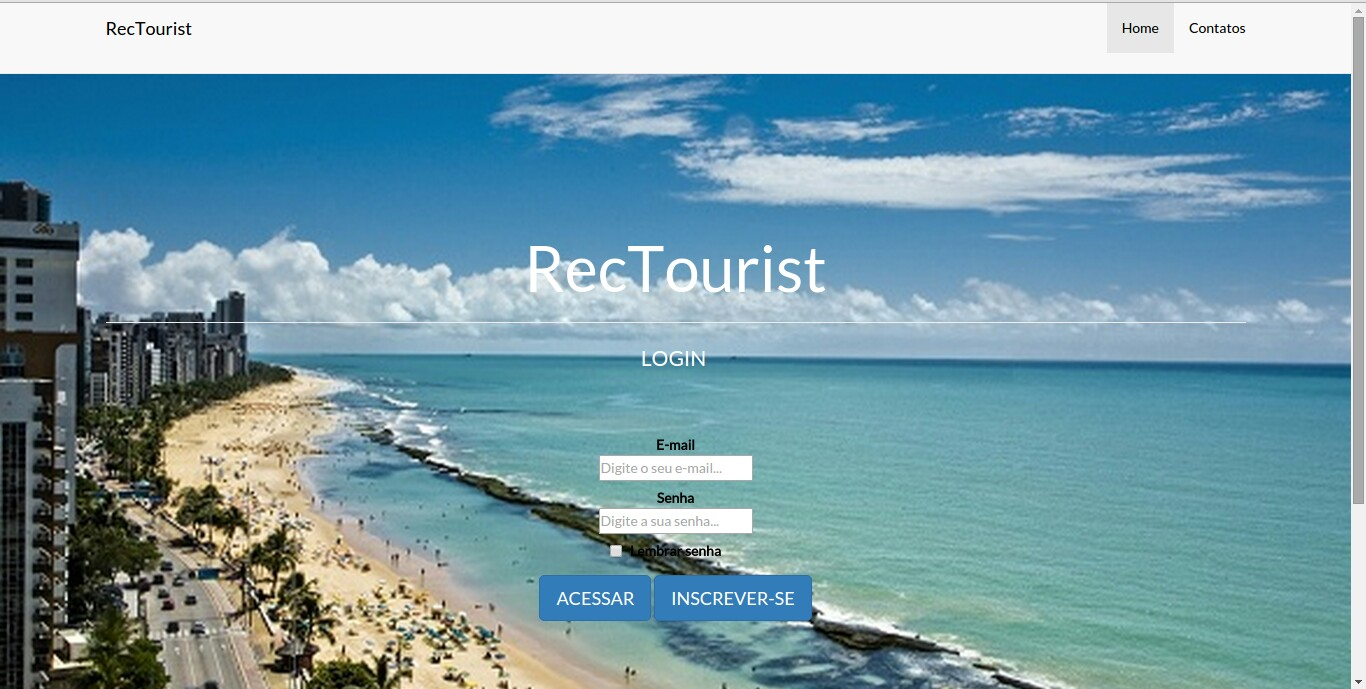 RecTourist
Home Contatos
RecTourist
LOGIN
E-mail
Digite o seu e-mail...
Senha
Digite a sua senha...
Lembrar senha
ACESSAR INSCREVER-SE